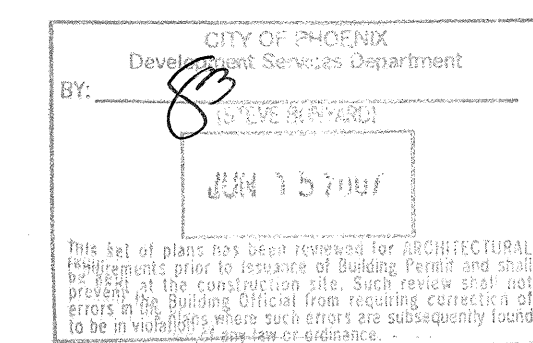 CITY OF PHOENIX
Development Services Department
BY:
(STEVE BUNYARD)
JUN 15 2007
This set of plans has been reviewed for ARCHITECTURAL
requirements prior to issuance of Building Permit and shall
be kept at the construction site. Such review shall not
prevent the Building Official from requiring correction of
errors in the plans where such errors are subsequently found
to be in violation of any law or ordinance.